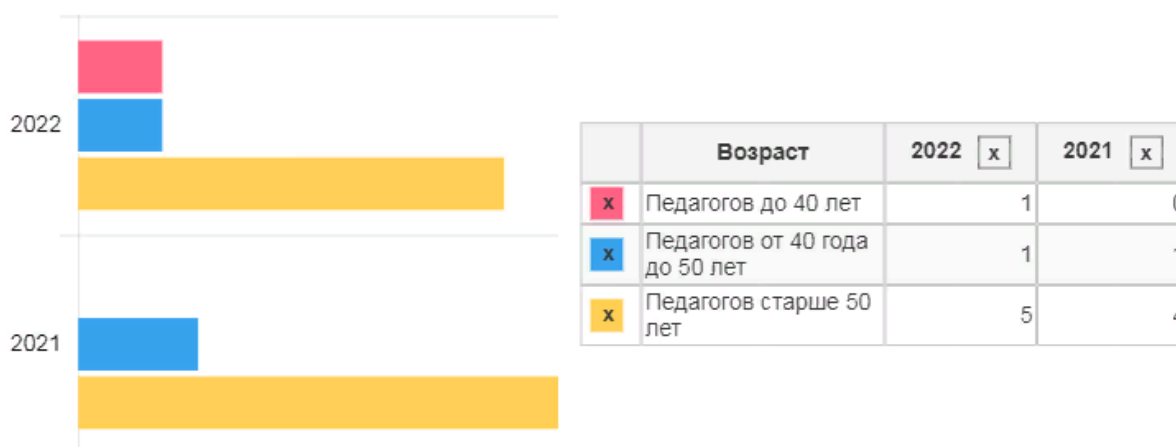 2022
2021
Возраст 2022 x 2021 x
x Педагогов до 40 лет 1
x Педагогов от 40 года
до 50 лет 1
x Педагогов старше 50
лет 5